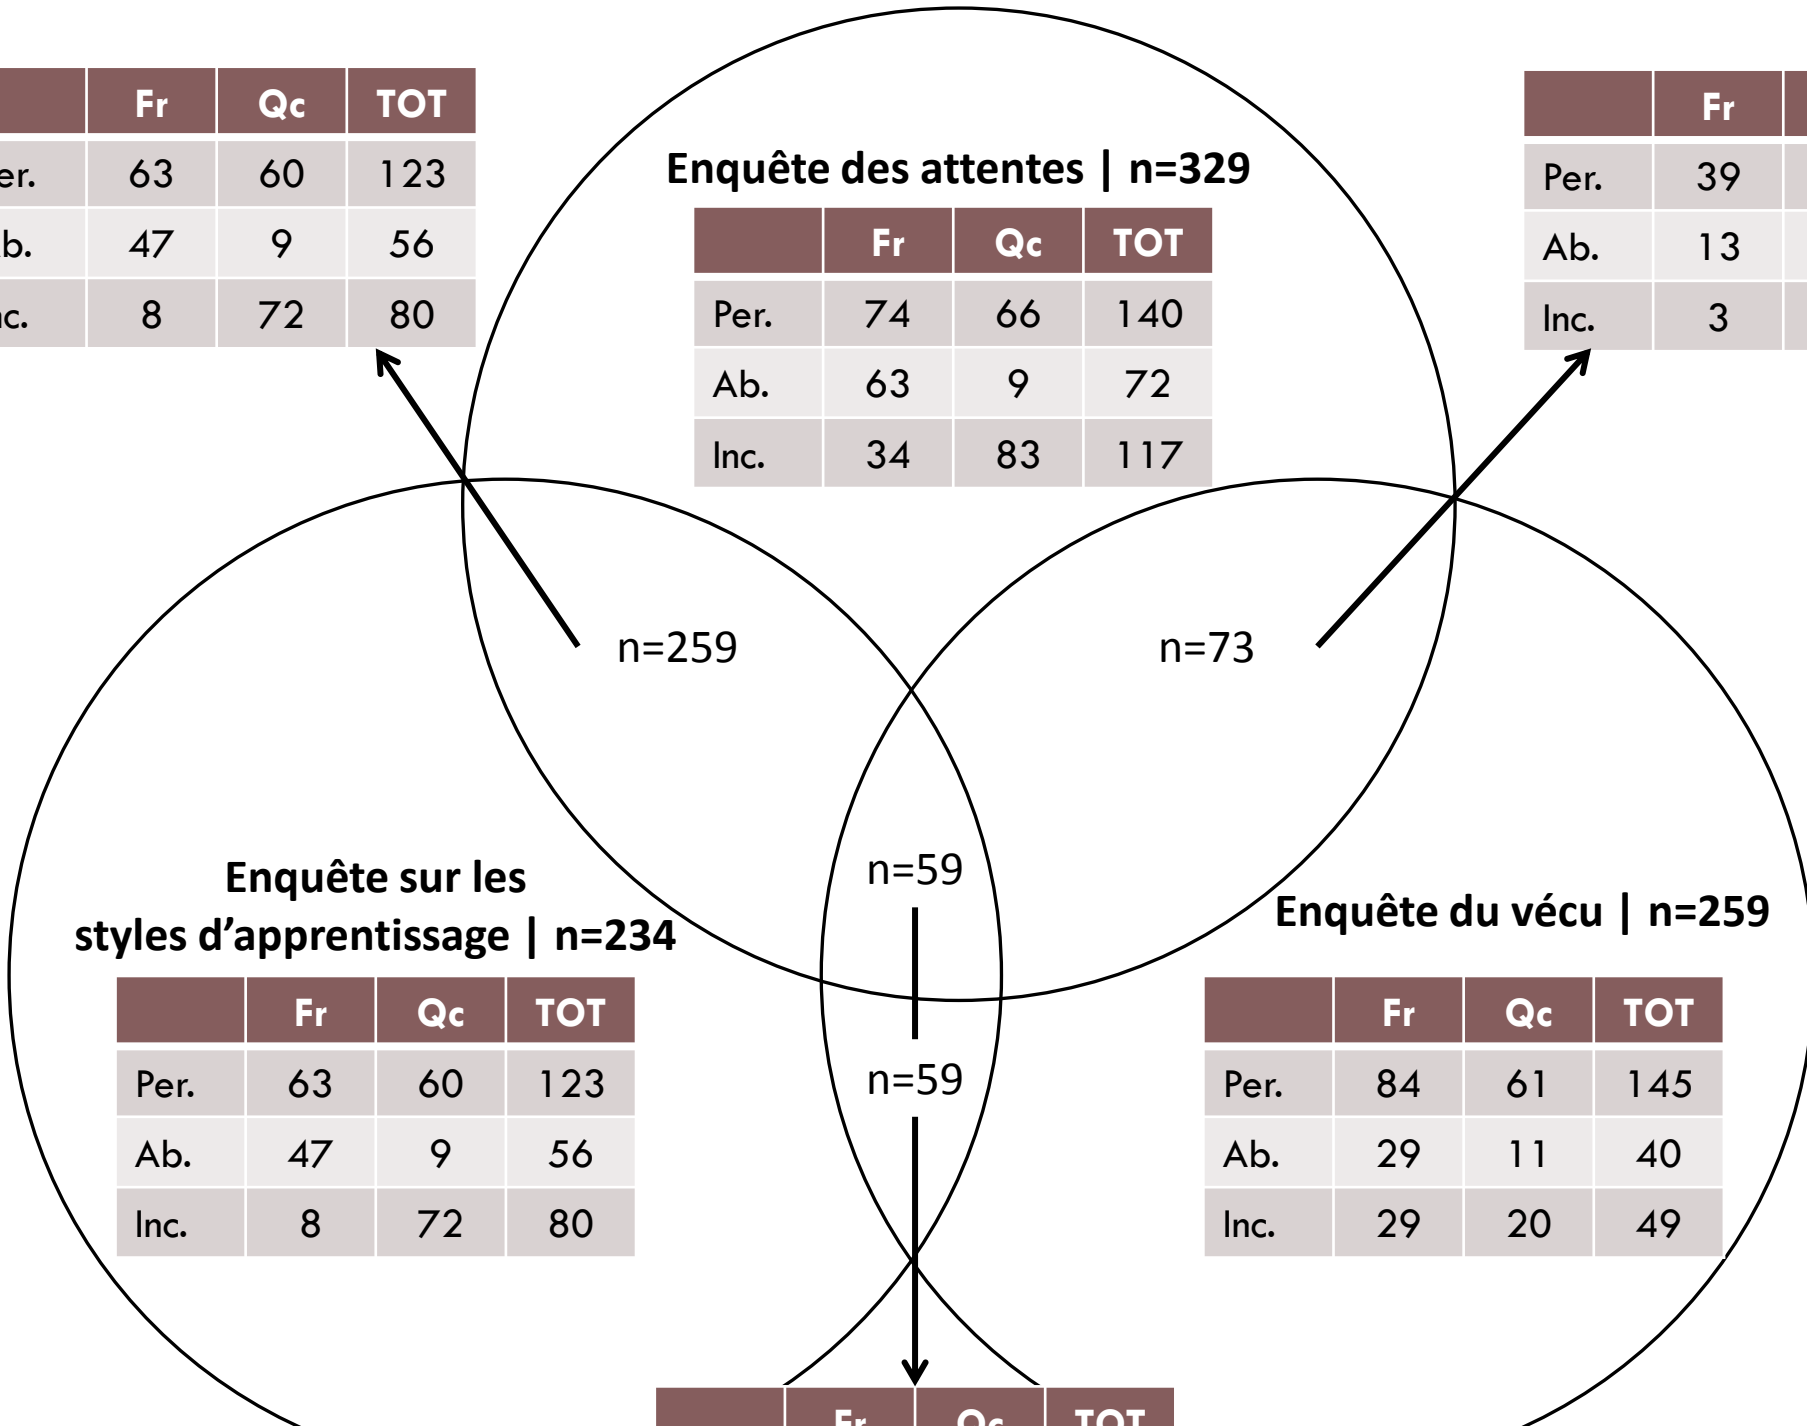 Fr Qc TOT
er. 63 60 123
b. 47 9 56
nc. 8 72 80
Enquête des attentes | n=329
Fr Qc TOT
Per. 74 66 140
Ab. 63 9 72
Inc. 34 83 117
Fr
Per. 39
Ab. 13
Inc. 3
n=259
n=73
n=59
n=59
Enquête sur les
styles d’apprentissage | n=234
Fr Qc TOT
Per. 63 60 123
Ab. 47 9 56
Inc. 8 72 80
Enquête du vécu | n=259
Fr Qc TOT
Per. 84 61 145
Ab. 29 11 40
Inc. 29 20 49
Fr Qc TOT